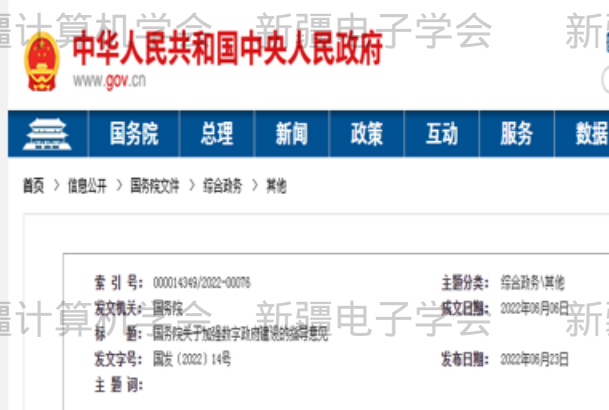 疆计算机学会 新疆电子学会 新
中华人民共和国中央人民政府
www.gov.cn
国务院 总理 新闻 政策 互动 服务 数据
首页 > 信息公开 > 国务院文件 > 综合政务 > 其他
索 引 号： 000014349/2022-00076 主题分类： 综合政务\其他
发文机关： 国务院 成文日期： 2022年06月06日
疆计算机学会 新疆电子学会 新
标 题： 国务院关于加强数字政府建设的指导意见
发文字号： 国发（2022）14号 发布日期： 2022年06月23日
主 题 词：